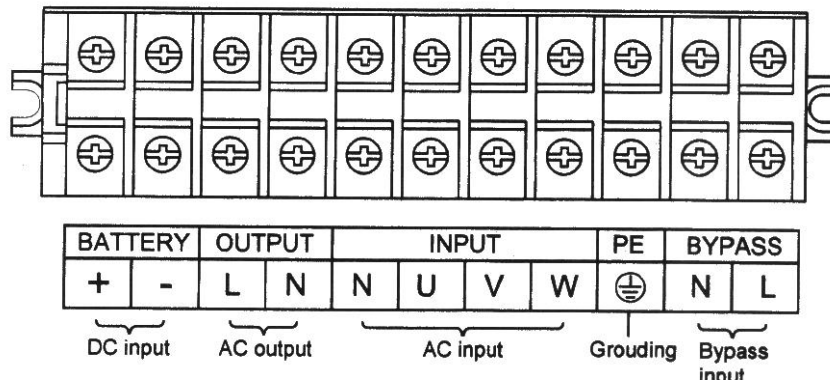 BATTERY OUTPUT INPUT PE BYPASS
+ - L N N U V W N L
DC input AC output AC input Grouding Bypass
input